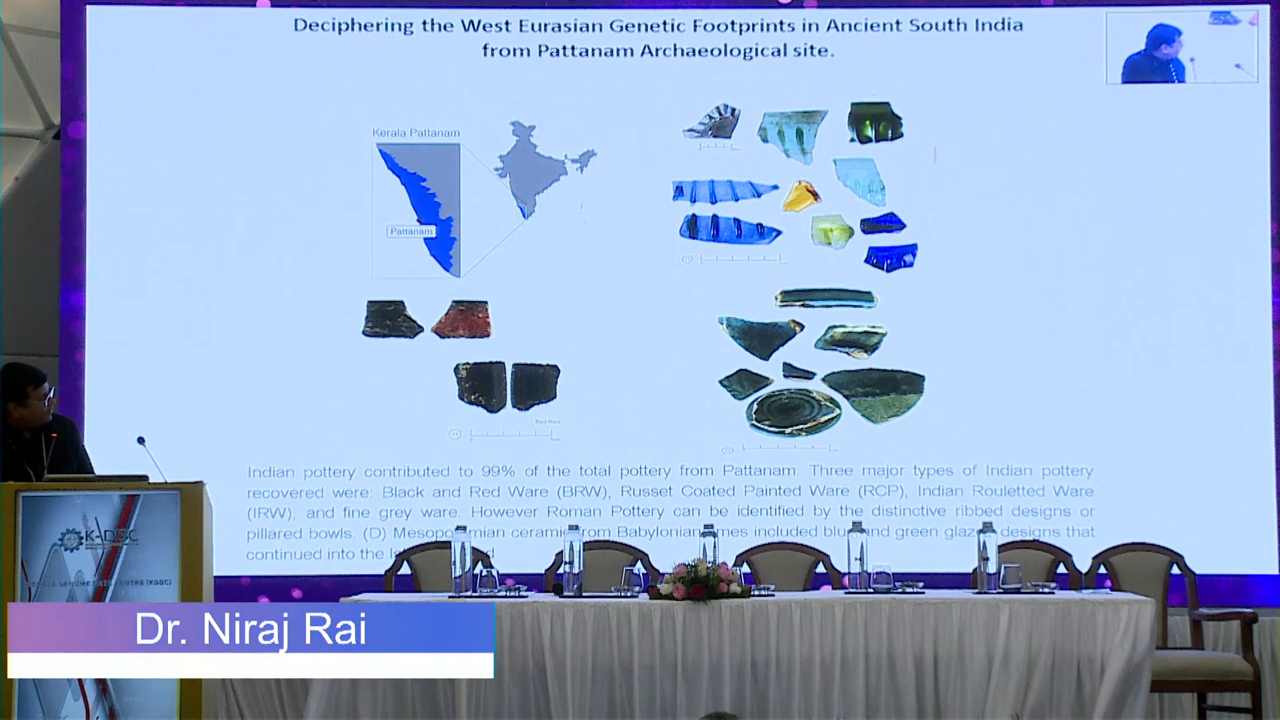 Deciphering the West Eurasian Genetic Footprints in Ancient South India
from Pattanam Archaeological site.
Kerala Pattanam
Pattanam
Indian pottery contributed to 99% of the total pottery from Pattanam. Three major types of Indian pottery
recovered were: Black and Red Ware (BRW), Russet Coated Painted Ware (RCP), Indian Rouletted Ware
(IRW), and fine grey ware. However Roman Pottery can be identified by the distinctive ribbed designs or
pillared bowls. (D) ceramic from Babylonian included and green designs that
continued into the
Dr. Niraj Rai